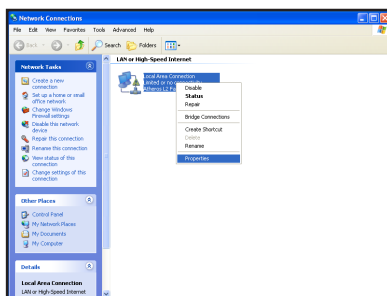 Network Connections
File Edit View Favorites Tools Advanced Help
Back Search Folders
Network Tasks
Create a new
connection
Set up a home or small
office network
Change Windows
Firewall settings
Disable this network
device
Repair this connection
Rename this connection
View status of this
connection
Change settings of this
connection
Other Places
Control Panel
My Network Places
My Documents
My Computer
Details
Local Area Connection
LAN or High-Speed Internet
LAN or High-Speed Internet
Local Area Connection
Limited or no
Atheros L2 Fa
Disable
Status
Repair
Bridge Connections
Create Shortcut
Delete
Rename
Properties